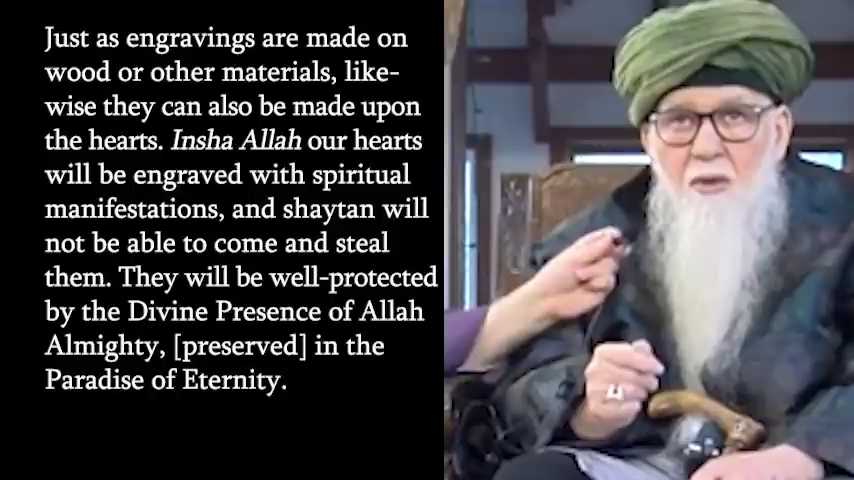 Just as engravings are made on
wood or other materials, like-
wise they can also be made upon
the hearts. Insha Allah our hearts
will be engraved with spiritual
manifestations, and shaytan will
not be able to come and steal
them. They will be well-protected
by the Divine Presence of Allah
Almighty, [preserved] in the
Paradise of Eternity.